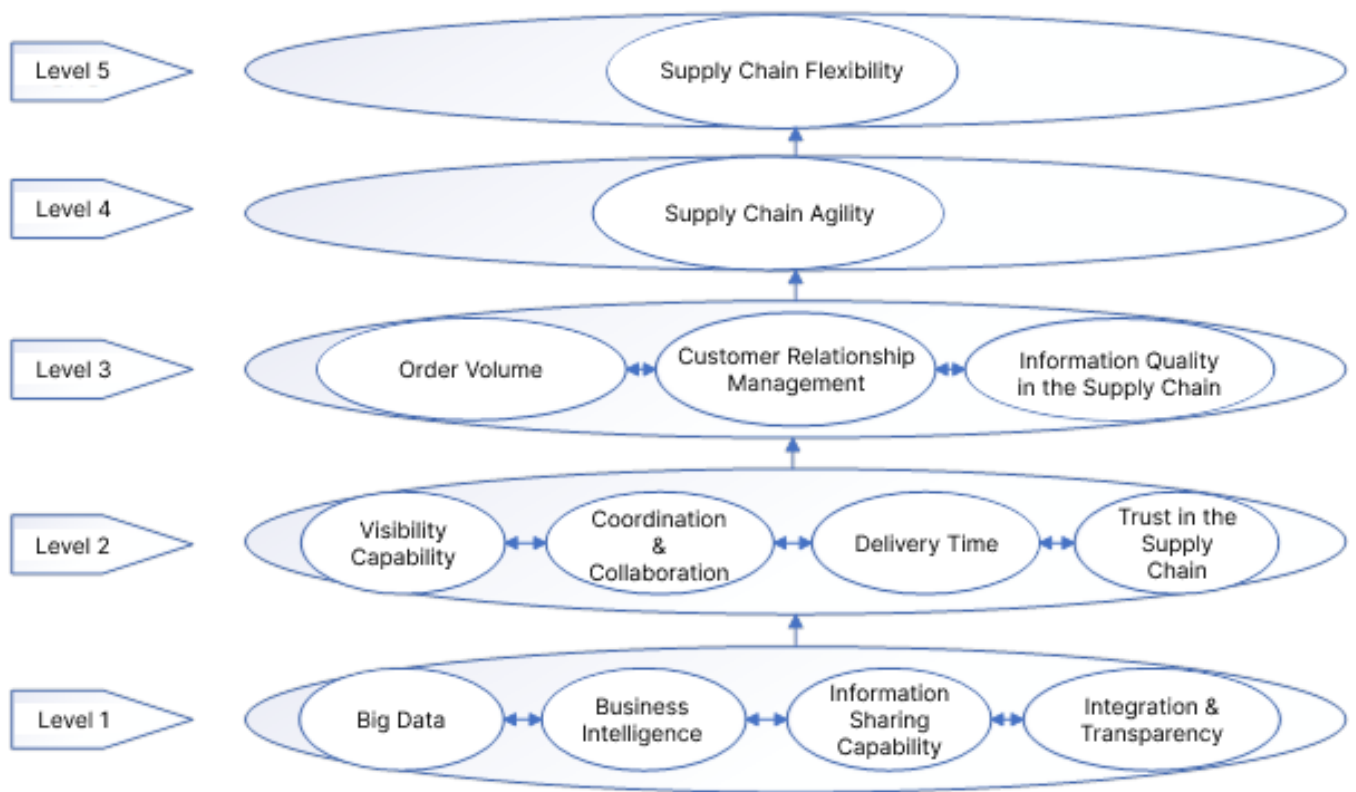 Level 5
Supply Chain Flexibility
Level 4
Supply Chain Agility
Level 3
Order Volume
Customer Relationship
Management
Information Quality
in the Supply Chain
Level 2
Visibility
Capability
Coordination
&
Collaboration
Delivery Time
Trust in the
Supply
Chain
Level 1
Big Data
Business
Intelligence
Information
Sharing
Capability
Integration &
Transparency